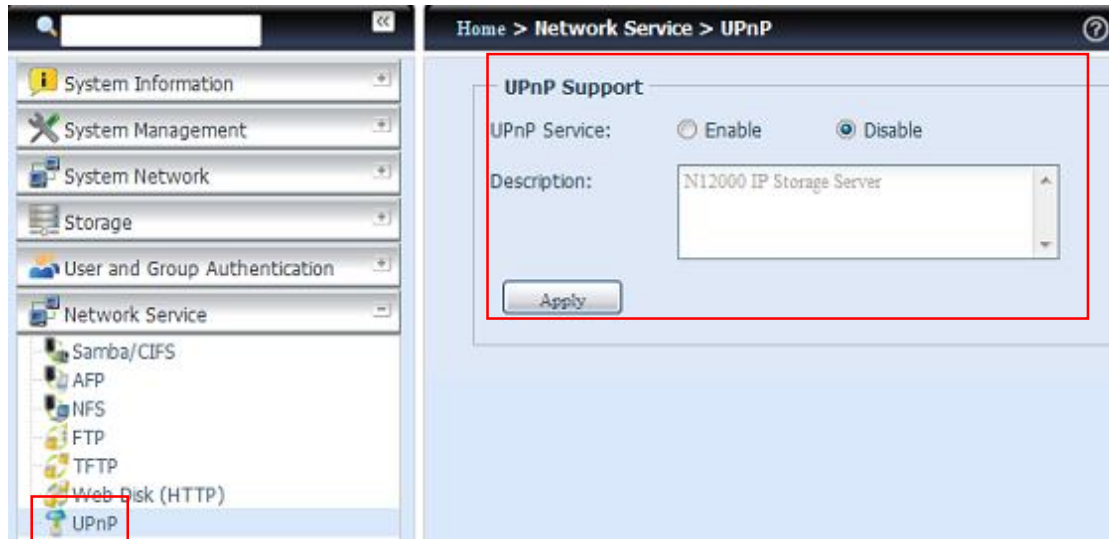 Home > Network Service > UPnP
System Information
System Management
System Network
Storage
User and Group Authentication
Network Service
Samba/CIFS
AFP
NFS
FTP
TFTP
Web Disk (HTTP)
UPnP
UPnP Support
UPnP Service: Enable Disable
Description: N12000 IP Storage Server
Apply